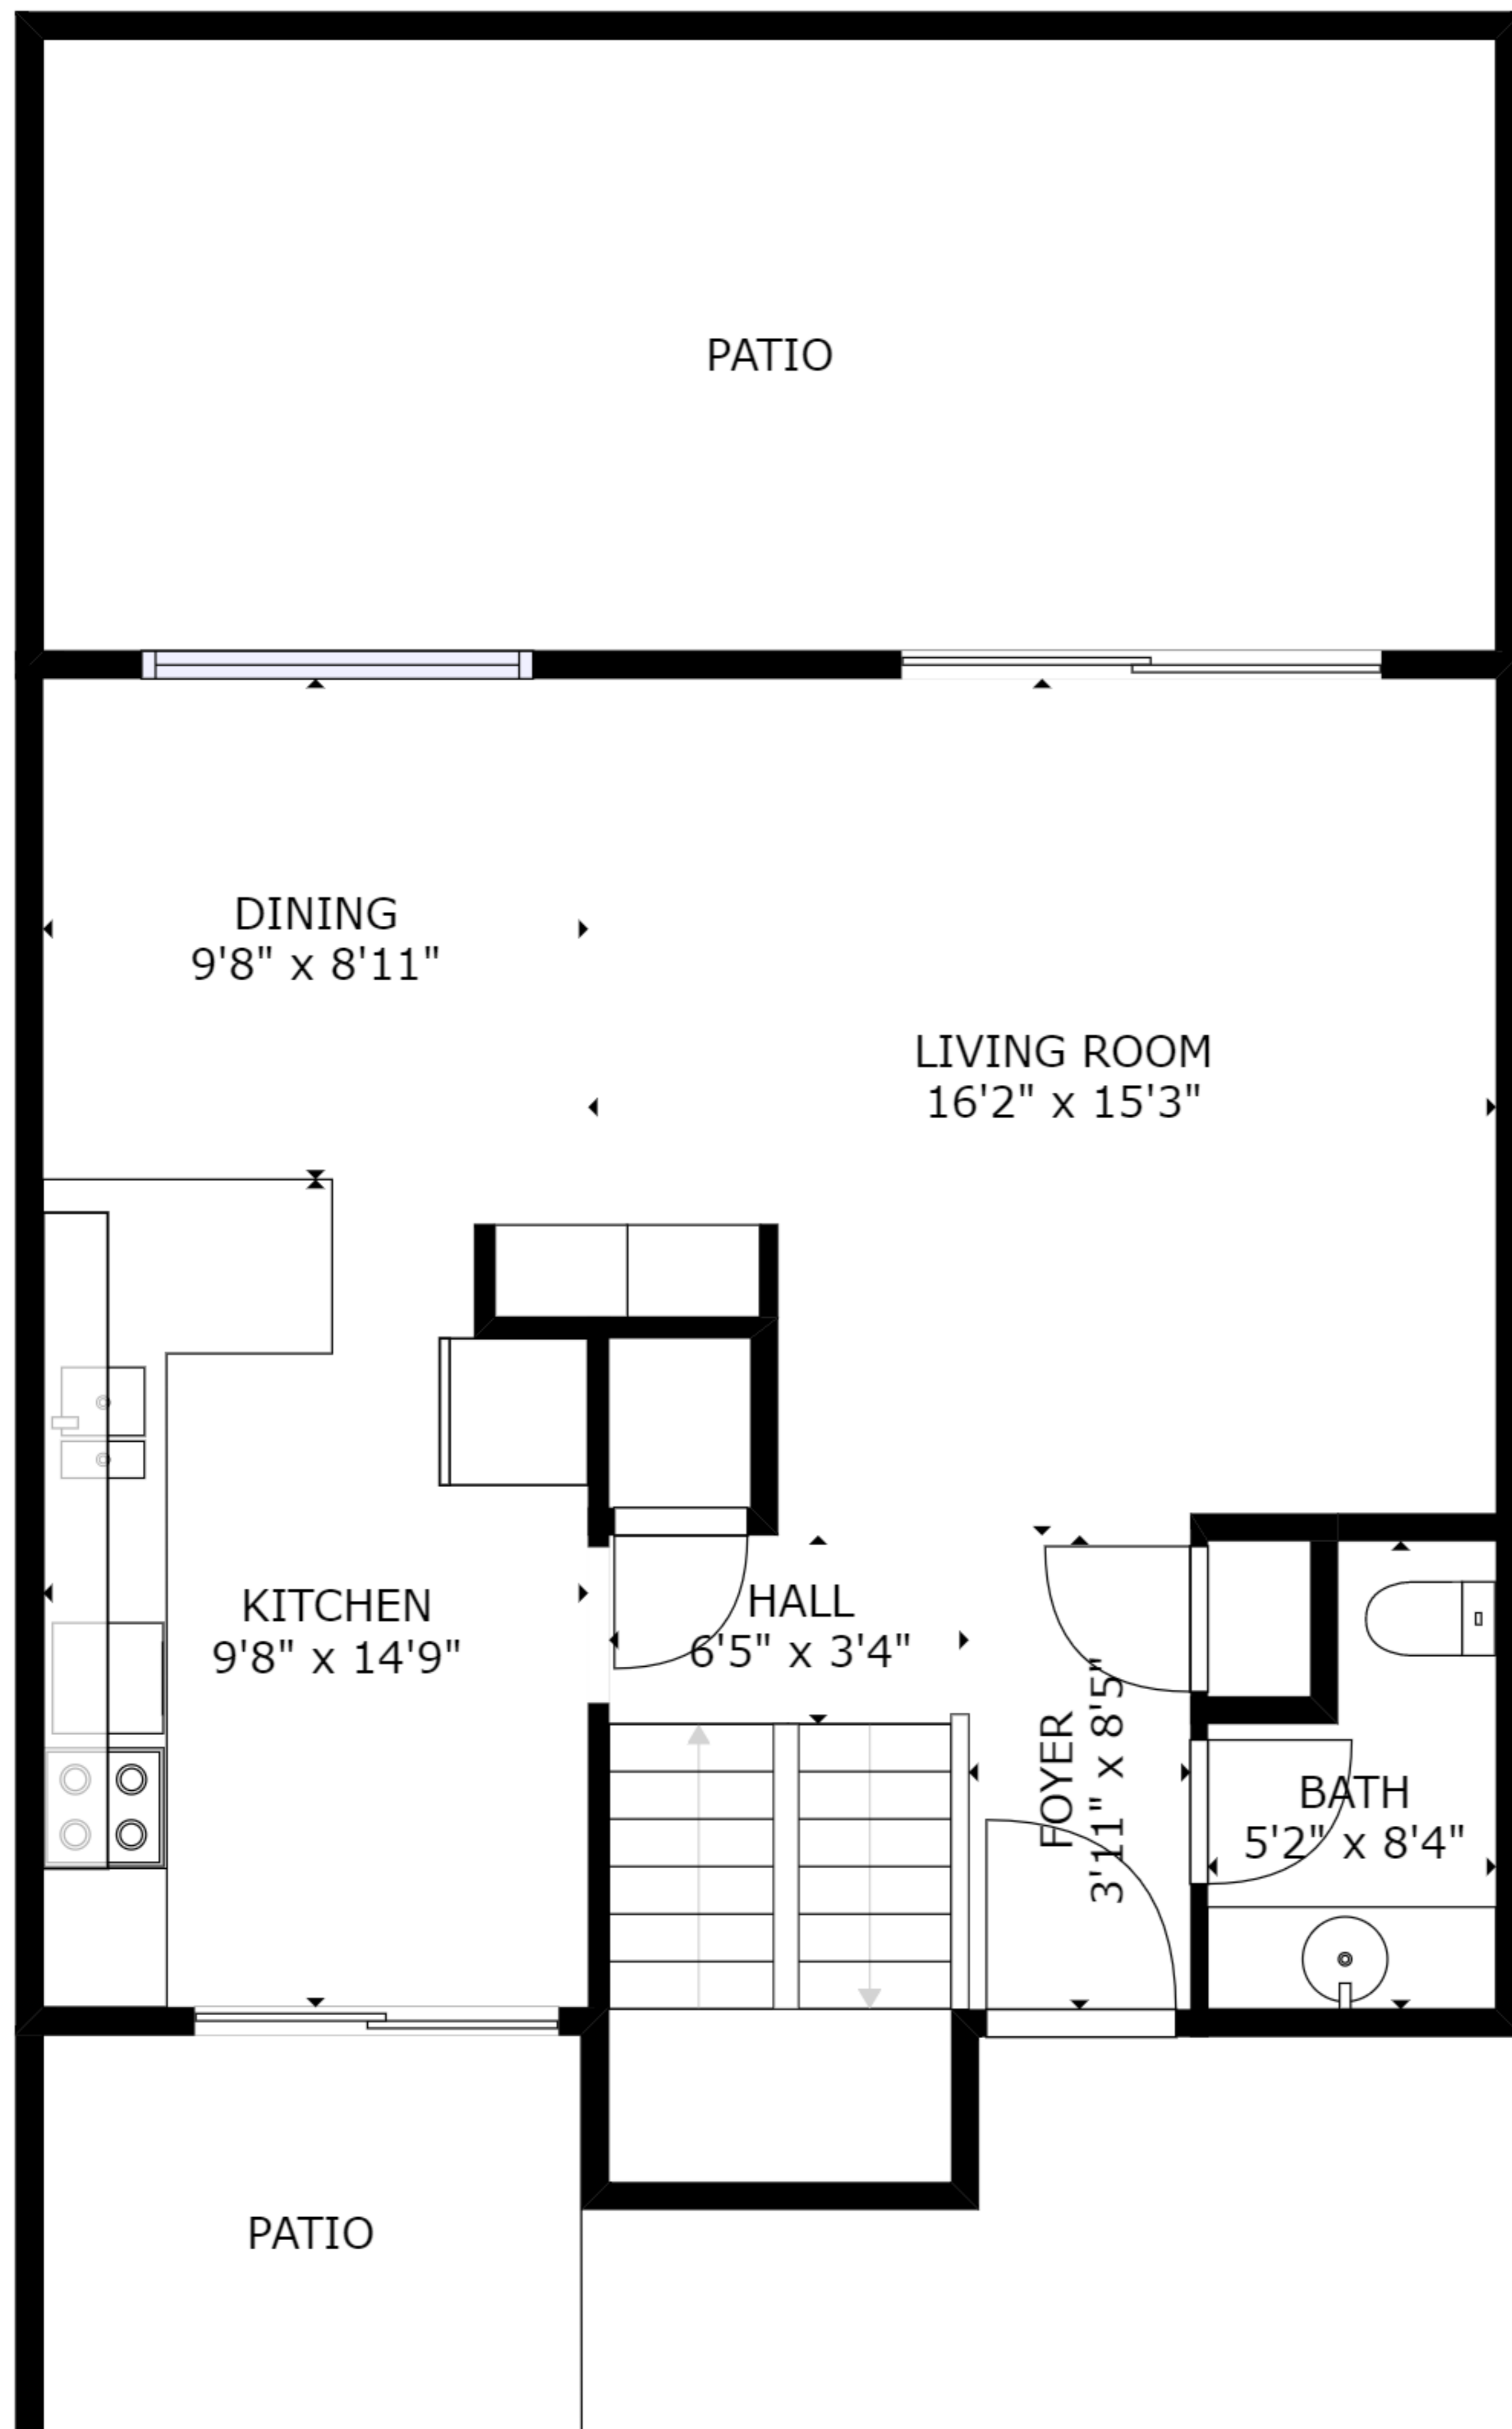 PATIO
DINING
9'8" x 8'11"
LIVING ROOM
16'2" x 15'3"
KITCHEN
9'8" x 14'9"
HALL
6'5" x 3'4"
FOYER
3'11" x 8'5"
BATH
5'2" x 8'4"
PATIO